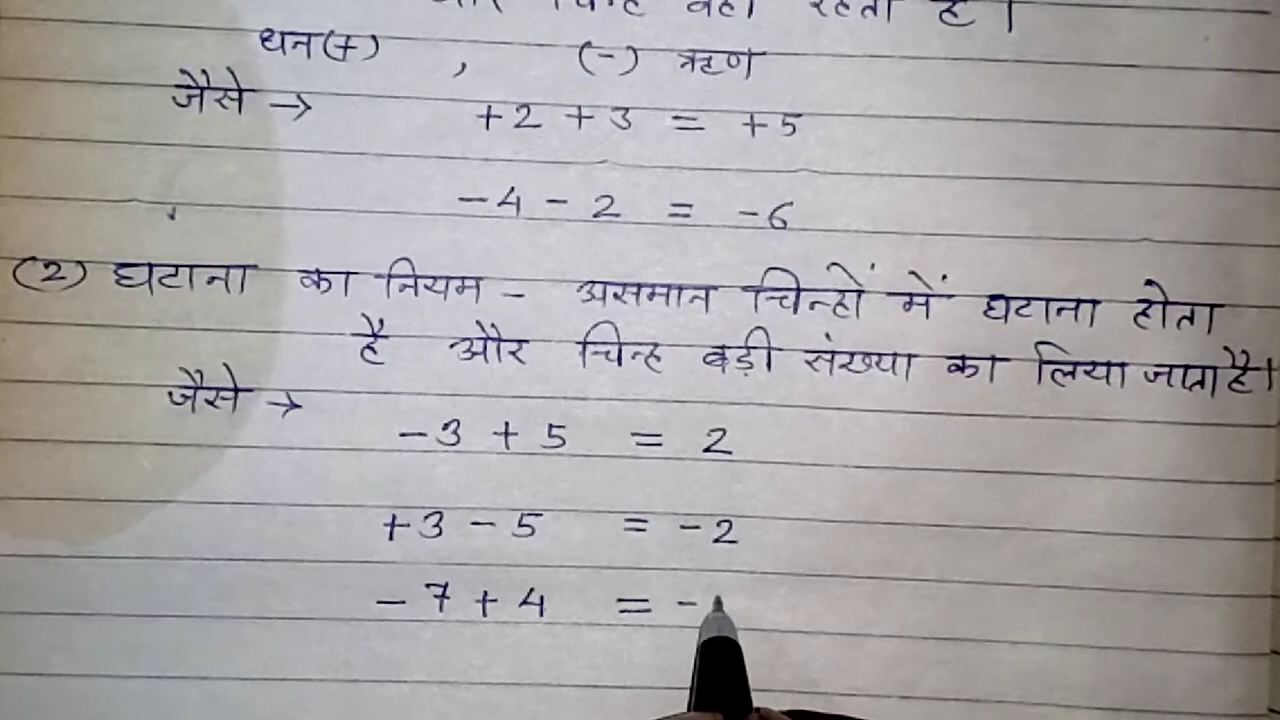 रहता है।
धन(+) , (-) ऋण
जैसे → +2 +3 = +5
-4 - 2 = -6
(2) घटाना का नियम - असमान चिन्हों में घटाना होता
है और चिन्ह बड़ी संख्या का लिया जाता है।
जैसे →
-3 + 5 = 2
+3 - 5 = -2
-7 + 4 = -